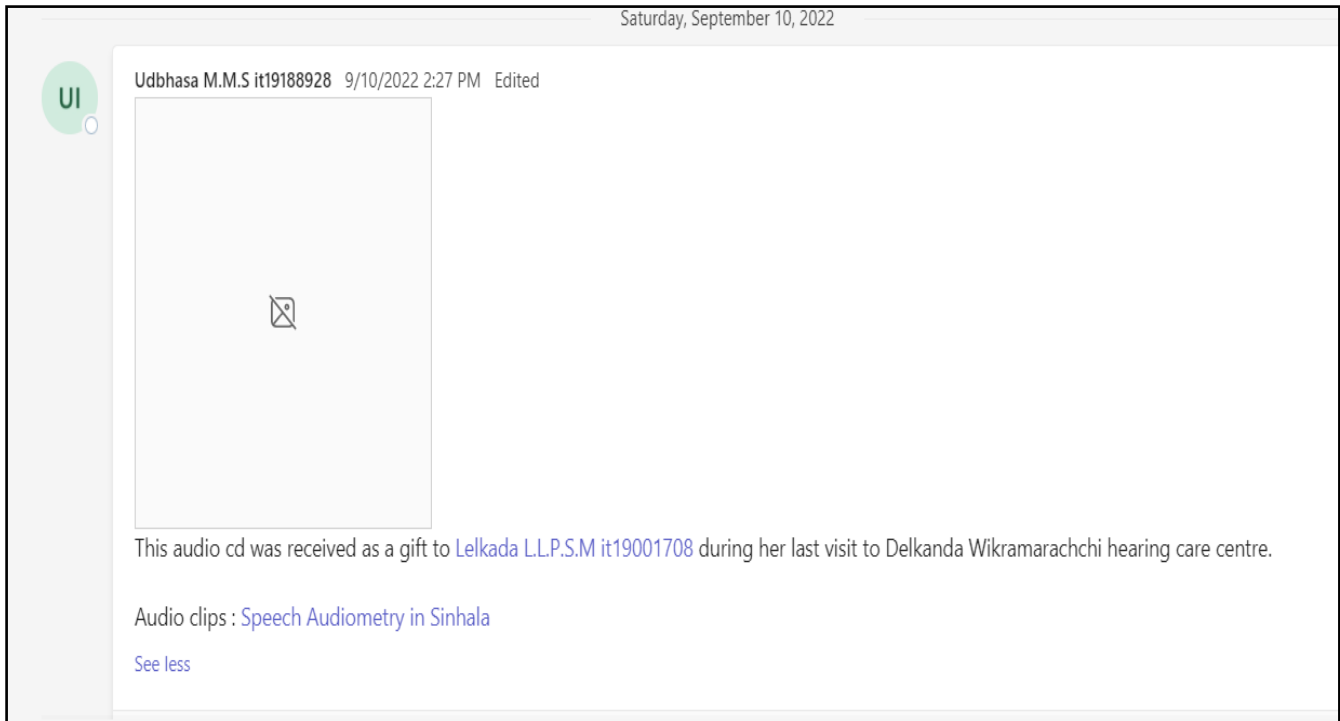 Saturday, September 10, 2022
UI
Udbhasa M.M.S it19188928 9/10/2022 2:27 PM Edited
This audio cd was received as a gift to Lelkada L.L.P.S.M it19001708 during her last visit to Delkanda Wikramarachchi hearing care centre.
Audio clips : Speech Audiometry in Sinhala
See less